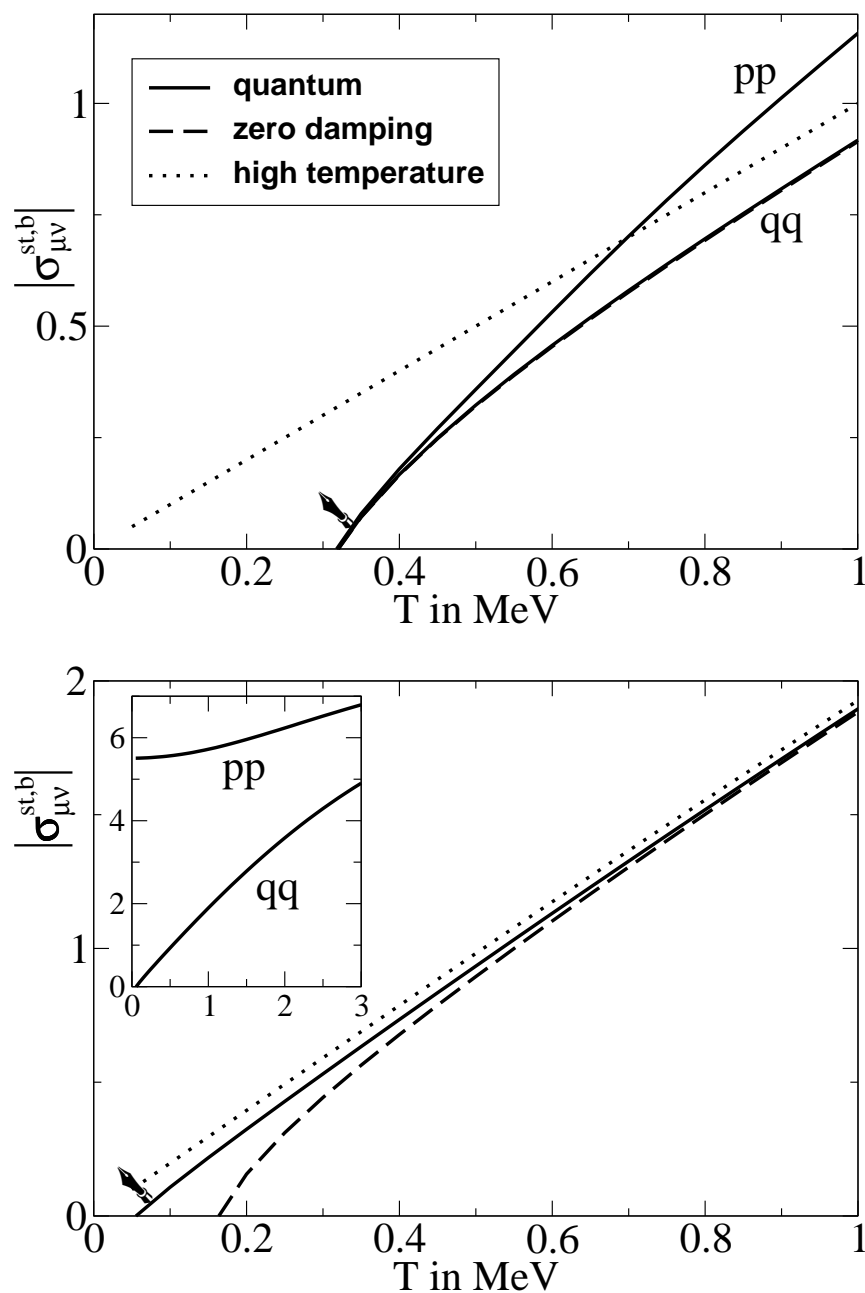 pp
1
quantum
zero damping
high temperature
qq
|σ^{st,b}_{μν}|
0.5
0
0 0.2 0.4 0.6 0.8 1
T in MeV
2
6
pp
4
|σ^{st,b}_{μν}|
qq
2
1
0
0 1 2 3
0
0 0.2 0.4 0.6 0.8 1
T in MeV